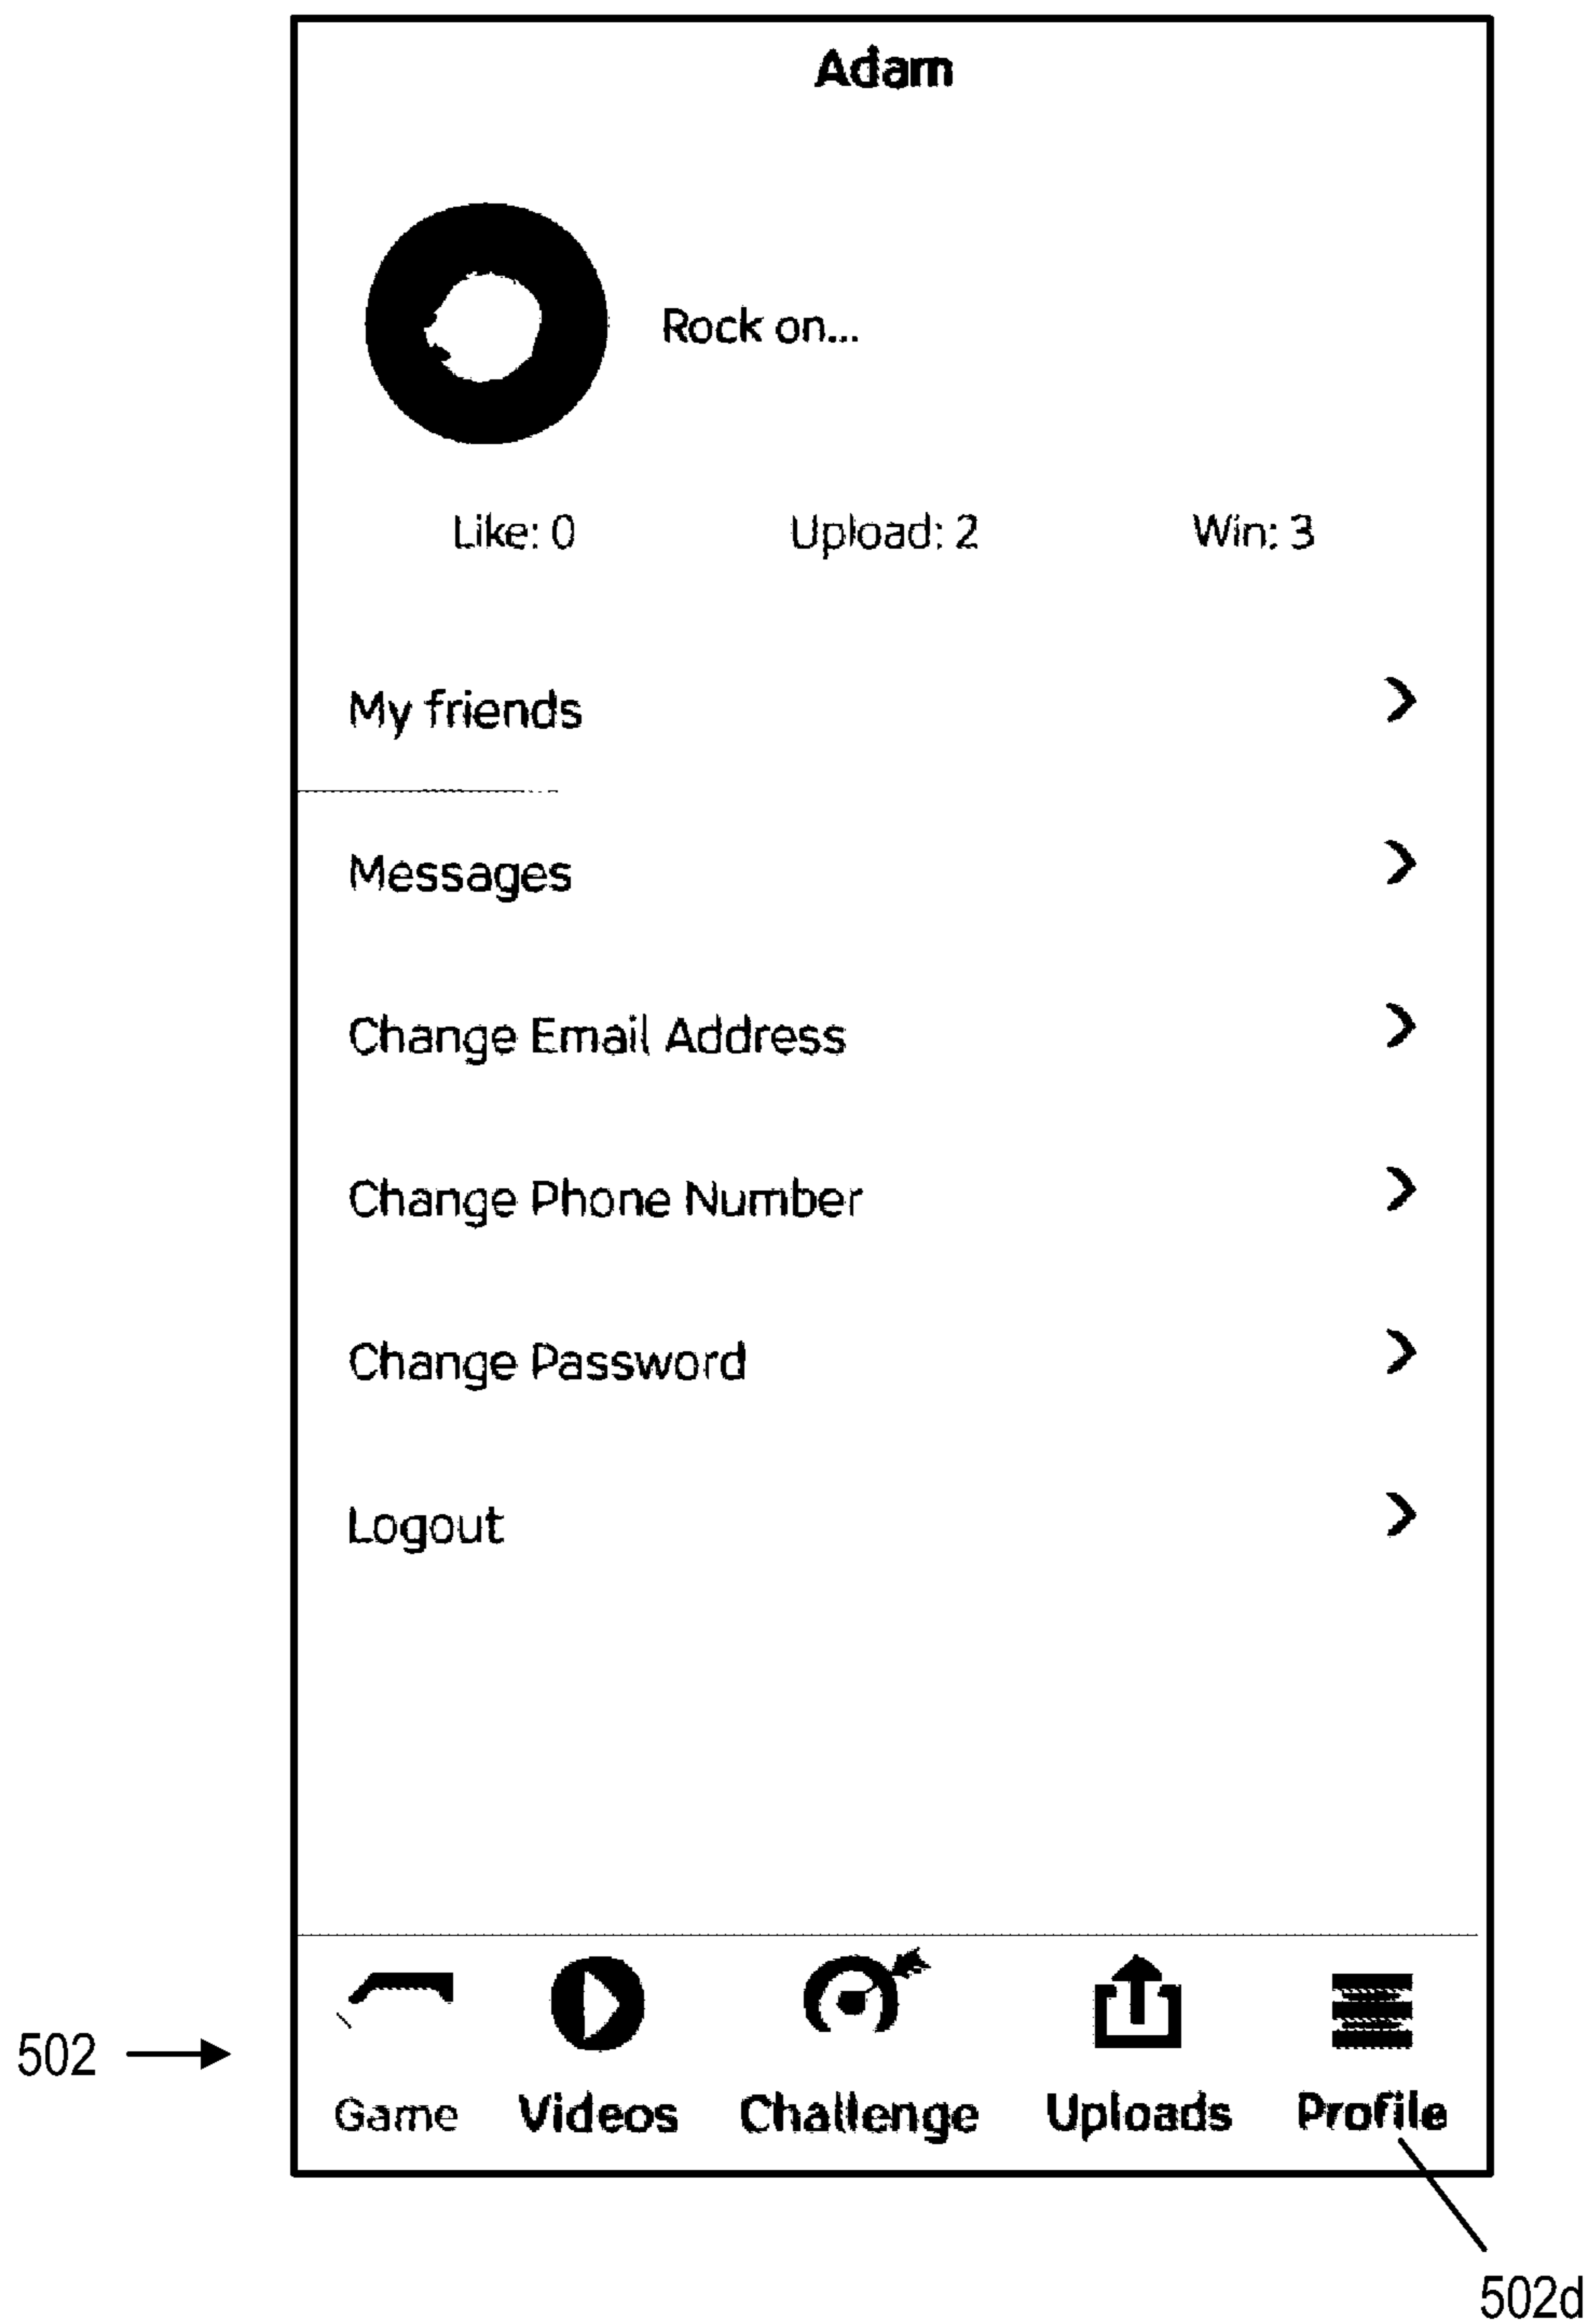 Adam
Rock on...
Like: 0 Upload: 2 Win: 3
My friends
Messages
Change Email Address
Change Phone Number
Change Password
Logout
502
Game Videos Challenge Uploads Profile
502d